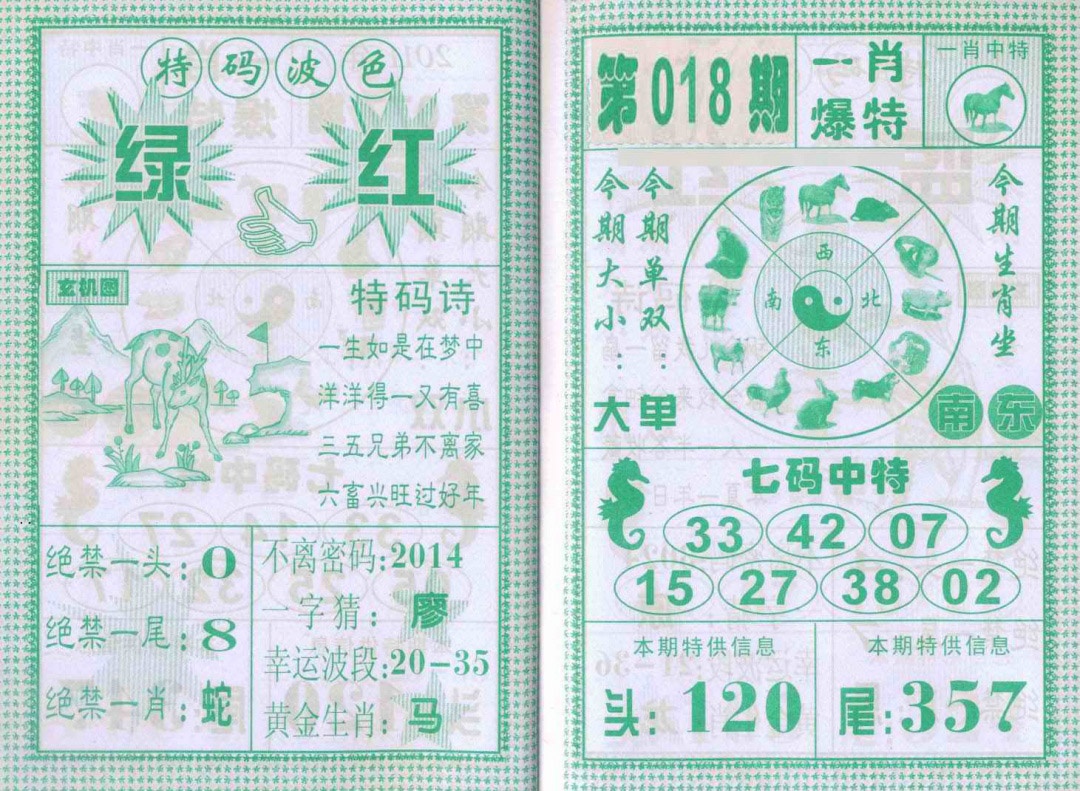 特码波色
绿 红
玄机图
特码诗
一生如是在梦中
洋洋得一又有喜
三五兄弟不离家
六畜兴旺过好年
绝禁一头:0
绝禁一尾:8
绝禁一肖:蛇
不离密码:2014
一字猜:廖
幸运波段:20-35
黄金生肖:马
第018期
一肖
爆特
一肖中特
今期大小:
今期单双:
大单
西
南 北
东
今期生肖坐
南东
七码中特
33 42 07
15 27 38 02
本期特供信息
头:120
本期特供信息
尾:357